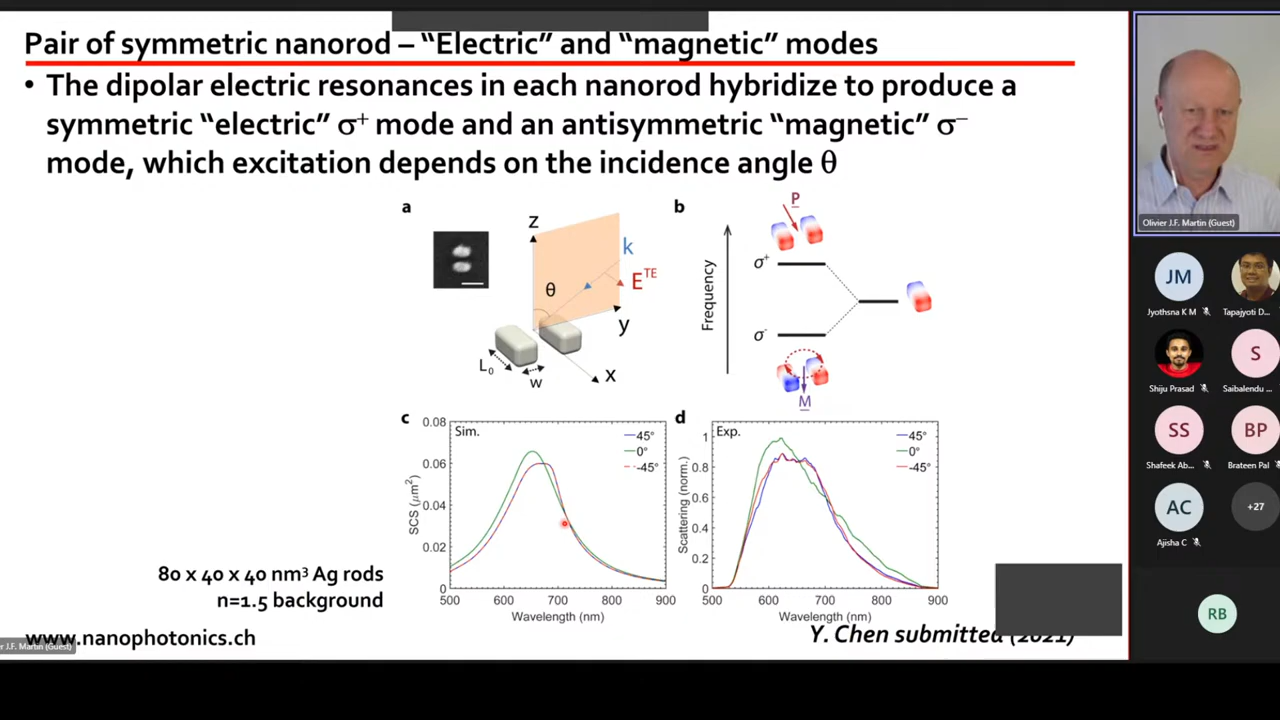 Pair of symmetric nanorod – “Electric” and “magnetic” modes
• The dipolar electric resonances in each nanorod hybridize to produce a
symmetric “electric” σ⁺ mode and an antisymmetric “magnetic” σ⁻
mode, which excitation depends on the incidence angle θ
a
z
k
θ
E^TE
y
L₀
w
x
b
P
σ⁺
Frequency
σ⁻
M
c
Sim.
45°
0°
-45°
0.08
0.06
0.04
0.02
0
SCS (μm²)
500 600 700 800 900
Wavelength (nm)
d
Exp.
45°
0°
-45°
1
0.8
0.6
0.4
0.2
0
Scattering (norm.)
500 600 700 800 900
Wavelength (nm)
80 x 40 x 40 nm³ Ag rods
n=1.5 background
www.nanophotonics.ch
Y. Chen submitted (2021)
r J.F. Martin (Guest)
Olivier J.F. Martin (Guest)
JM
Jyothsna K M
Tapajyoti D...
Shiju Prasad
S
Saibalendu ...
SS
Shafeek Ab...
BP
Brateen Pal
AC
Ajisha C
+27
RB